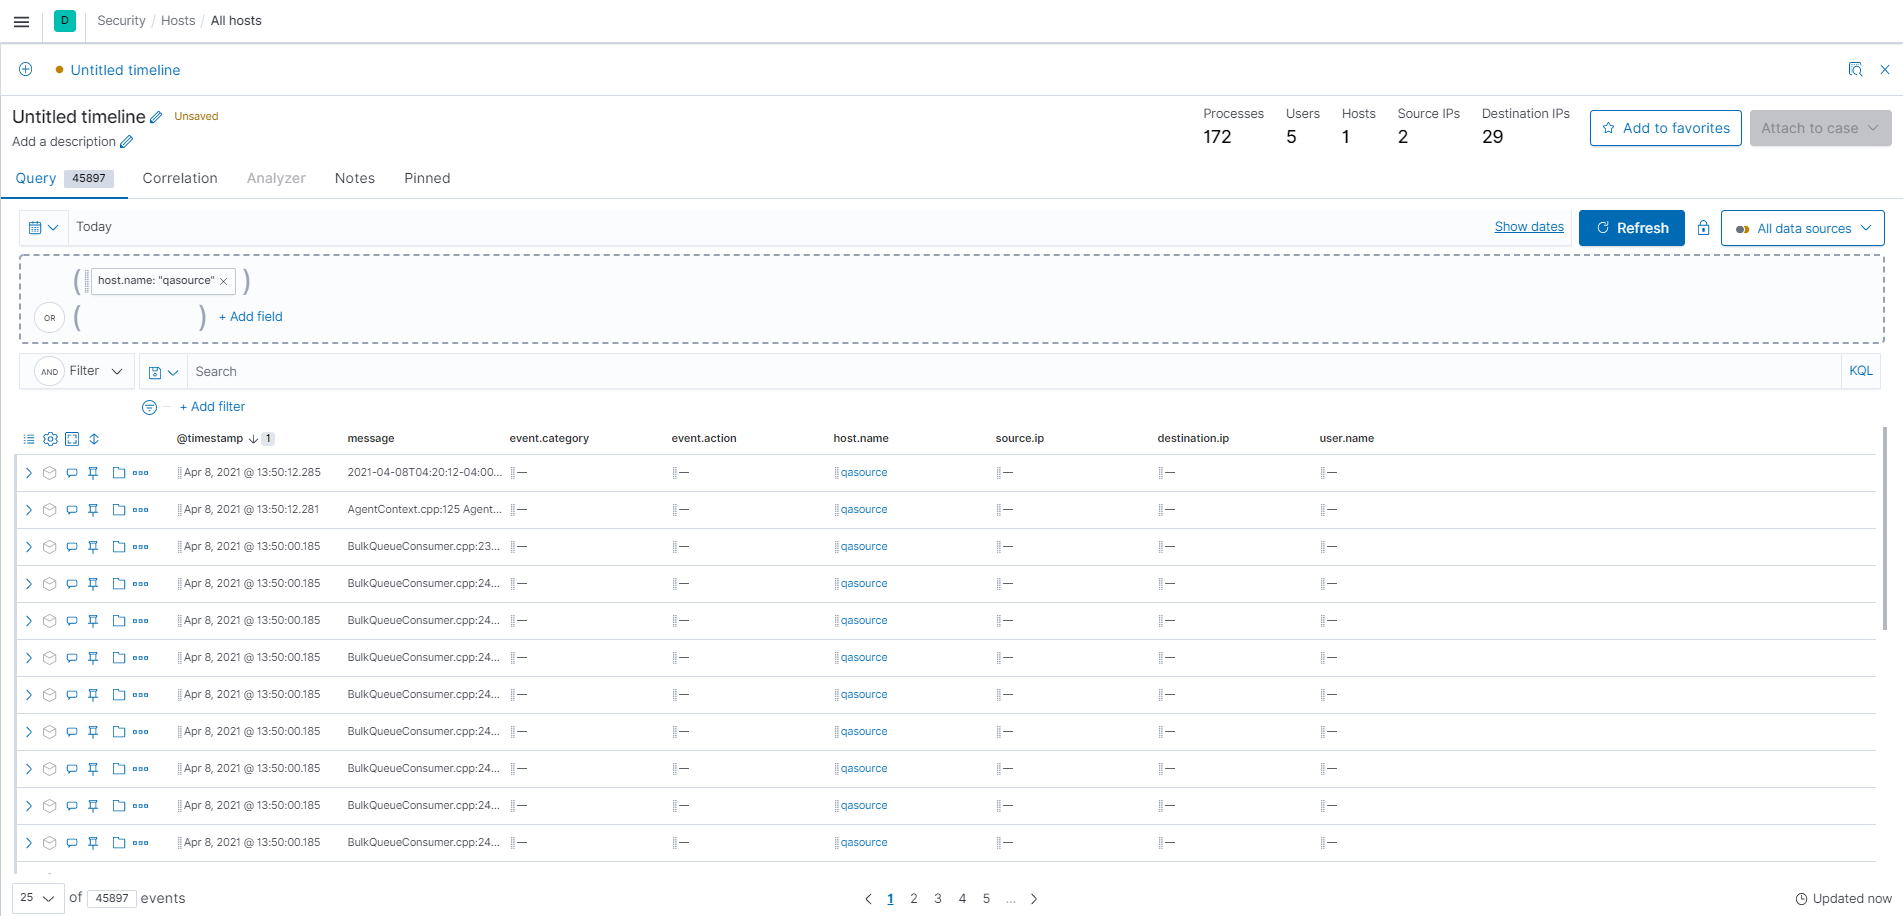 D Security / Hosts / All hosts
Untitled timeline
Untitled timeline Unsaved
Add a description
Processes Users Hosts Source IPs Destination IPs
172 5 1 2 29
Add to favorites Attach to case
Query 45897 Correlation Analyzer Notes Pinned
Today Show dates Refresh All data sources
( host.name: "qasource" × )
OR ( ) + Add field
AND Filter Search KQL
+ Add filter
@timestamp 1 message event.category event.action host.name source.ip destination.ip user.name
Apr 8, 2021 @ 13:50:12.285 2021-04-08T04:20:12-04:00... — — qasource — — —
Apr 8, 2021 @ 13:50:12.281 AgentContext.cpp:125 Agent... — — qasource — — —
Apr 8, 2021 @ 13:50:00.185 BulkQueueConsumer.cpp:23... — — qasource — — —
Apr 8, 2021 @ 13:50:00.185 BulkQueueConsumer.cpp:24... — — qasource — — —
Apr 8, 2021 @ 13:50:00.185 BulkQueueConsumer.cpp:24... — — qasource — — —
Apr 8, 2021 @ 13:50:00.185 BulkQueueConsumer.cpp:24... — — qasource — — —
Apr 8, 2021 @ 13:50:00.185 BulkQueueConsumer.cpp:24... — — qasource — — —
Apr 8, 2021 @ 13:50:00.185 BulkQueueConsumer.cpp:24... — — qasource — — —
Apr 8, 2021 @ 13:50:00.185 BulkQueueConsumer.cpp:24... — — qasource — — —
Apr 8, 2021 @ 13:50:00.185 BulkQueueConsumer.cpp:24... — — qasource — — —
Apr 8, 2021 @ 13:50:00.185 BulkQueueConsumer.cpp:24... — — qasource — — —
25 of 45897 events 1 2 3 4 5 ... Updated now